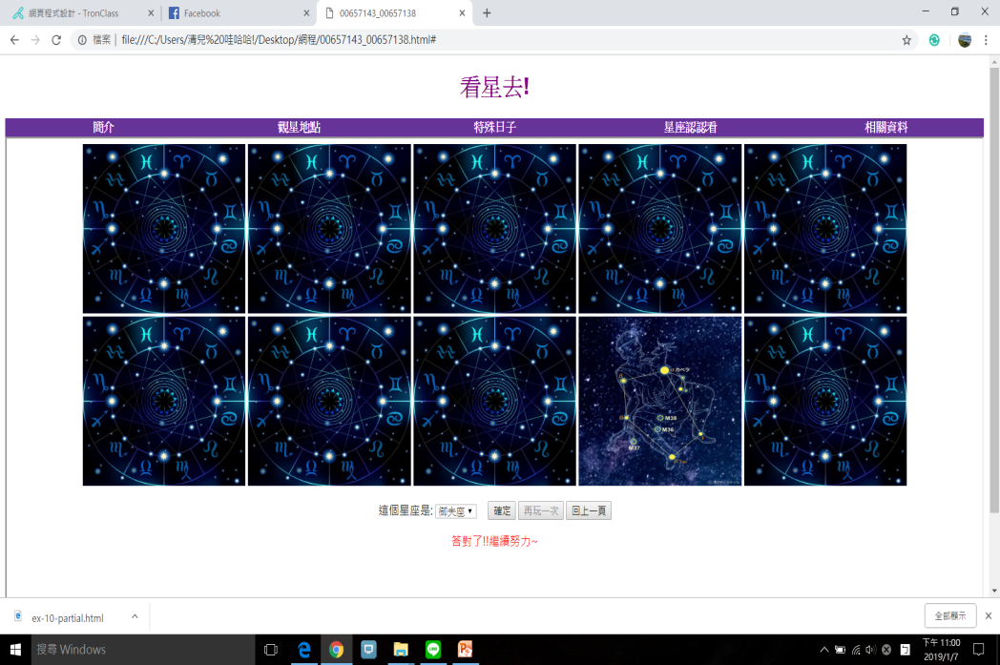 網頁程式設計 - TronClass
Facebook
00657143_00657138
檔案
file:///C:/Users/清兒%20哇哈哈!/Desktop/網程/00657143_00657138.html#
看星去!
簡介 觀星地點 特殊日子 星座認認看 相關資料
カペラ
M38
M36
M37
這個星座是: 御夫座 確定 再玩一次 回上一頁
答對了!!繼續努力~
ex-10-partial.html
全部顯示
搜尋 Windows
下午 11:00
2019/1/7